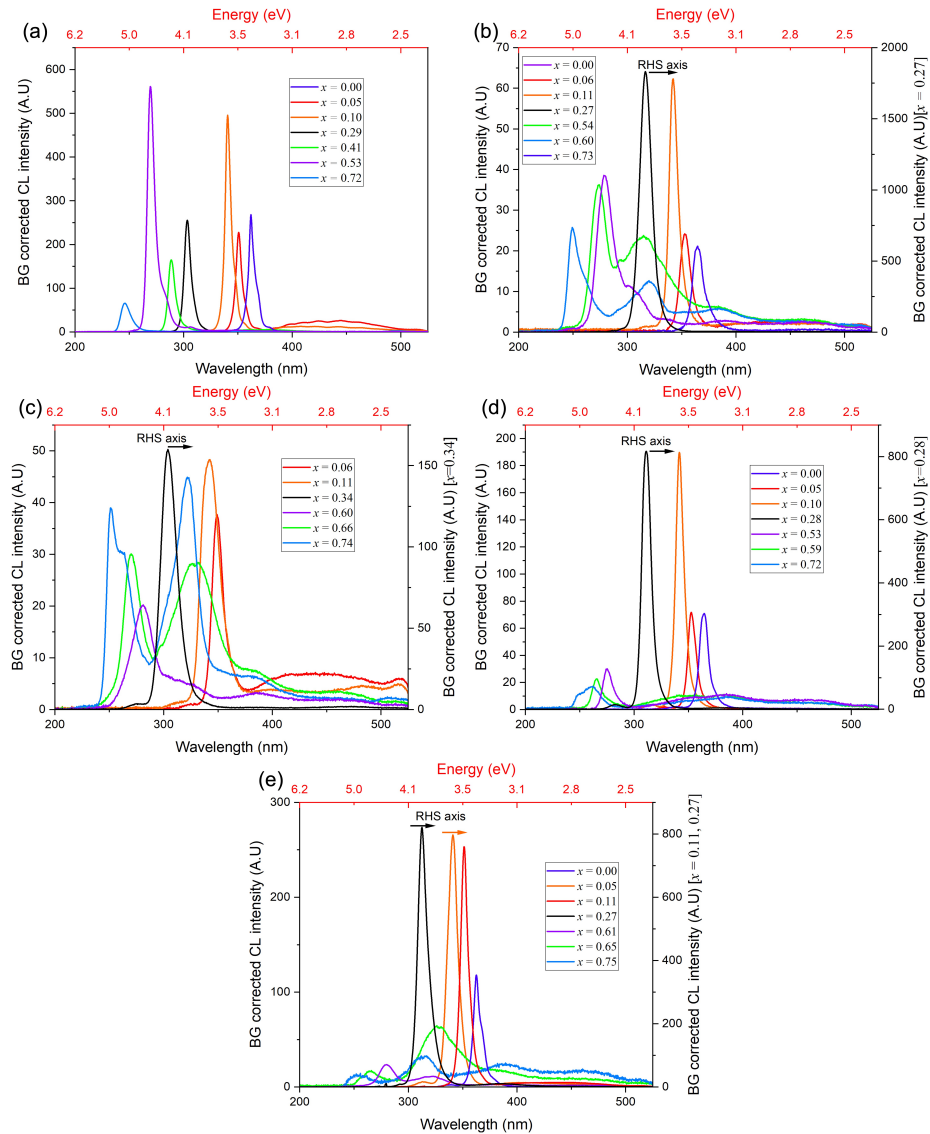 Energy (eV)
(a)
6.2 5.0 4.1 3.5 3.1 2.8 2.5
BG corrected CL intensity (A.U)
600
500
400
300
200
100
0
x = 0.00
x = 0.05
x = 0.10
x = 0.29
x = 0.41
x = 0.53
x = 0.72
200 300 400 500
Wavelength (nm)
Energy (eV)
(b)
6.2 5.0 4.1 3.5 3.1 2.8 2.5
BG corrected CL intensity (A.U)
70
60
50
40
30
20
10
0
x = 0.00
x = 0.06
x = 0.11
x = 0.27
x = 0.54
x = 0.60
x = 0.73
RHS axis
2000
1500
1000
500
0
BG corrected CL intensity (A.U)[x = 0.27]
200 300 400 500
Wavelength (nm)
Energy (eV)
(c)
6.2 5.0 4.1 3.5 3.1 2.8 2.5
BG corrected CL intensity (A.U)
50
40
30
20
10
0
RHS axis
x = 0.06
x = 0.11
x = 0.34
x = 0.60
x = 0.66
x = 0.74
150
100
50
0
BG corrected CL intensity (A.U) [x=0.34]
200 250 300 350 400 450 500
Wavelength (nm)
Energy (eV)
(d)
6.2 5.0 4.1 3.5 3.1 2.8 2.5
BG corrected CL intensity (A.U)
200
180
160
140
120
100
80
60
40
20
0
RHS axis
x = 0.00
x = 0.05
x = 0.10
x = 0.28
x = 0.53
x = 0.59
x = 0.72
800
600
400
200
0
BG corrected CL intensity (A.U) [x=0.28]
200 300 400 500
Wavelength (nm)
Energy (eV)
(e)
6.2 5.0 4.1 3.5 3.1 2.8 2.5
BG corrected CL intensity (A.U)
300
200
100
0
RHS axis
x = 0.00
x = 0.05
x = 0.11
x = 0.27
x = 0.61
x = 0.65
x = 0.75
800
600
400
200
0
BG corrected CL intensity (A.U) [x = 0.11, 0.27]
200 300 400 500
Wavelength (nm)